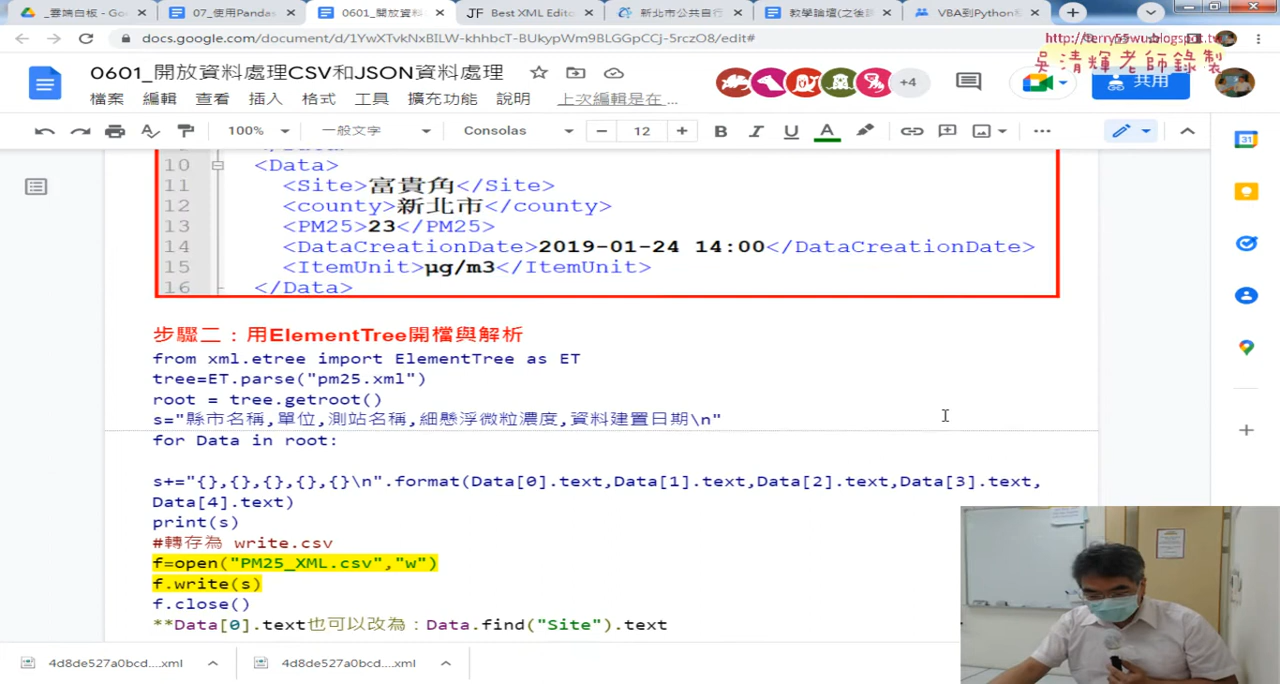 _雲端白板 - Go
07_使用Pandas
0601_開放資料
Best XML Edito
新北市公共自行
教學論壇(之後課
VBA到Python
docs.google.com/document/d/1YwXTvkNxBILW-khhbcT-BUkypWm9BLGGpCCj-5rczO8/edit#
http://terry55wu.blogspot.tw
吳清輝老師錄製
0601_開放資料處理CSV和JSON資料處理
+4
共用
檔案 編輯 查看 插入 格式 工具 擴充功能 說明 上次編輯是在 ...
100% 一般文字 Consolas 12 B I U A
10 <Data>
11 <Site>富貴角</Site>
12 <county>新北市</county>
13 <PM25>23</PM25>
14 <DataCreationDate>2019-01-24 14:00</DataCreationDate>
15 <ItemUnit>μg/m3</ItemUnit>
16 </Data>
步驟二：用ElementTree開檔與解析
from xml.etree import ElementTree as ET
tree=ET.parse("pm25.xml")
root = tree.getroot()
s="縣市名稱,單位,測站名稱,細懸浮微粒濃度,資料建置日期\n"
for Data in root:
s+="{},{},{},{},{}\n".format(Data[0].text,Data[1].text,Data[2].text,Data[3].text,
Data[4].text)
print(s)
#轉存為 write.csv
f=open("PM25_XML.csv","w")
f.write(s)
f.close()
**Data[0].text也可以改為：Data.find("Site").text
4d8de527a0bcd....xml
4d8de527a0bcd....xml